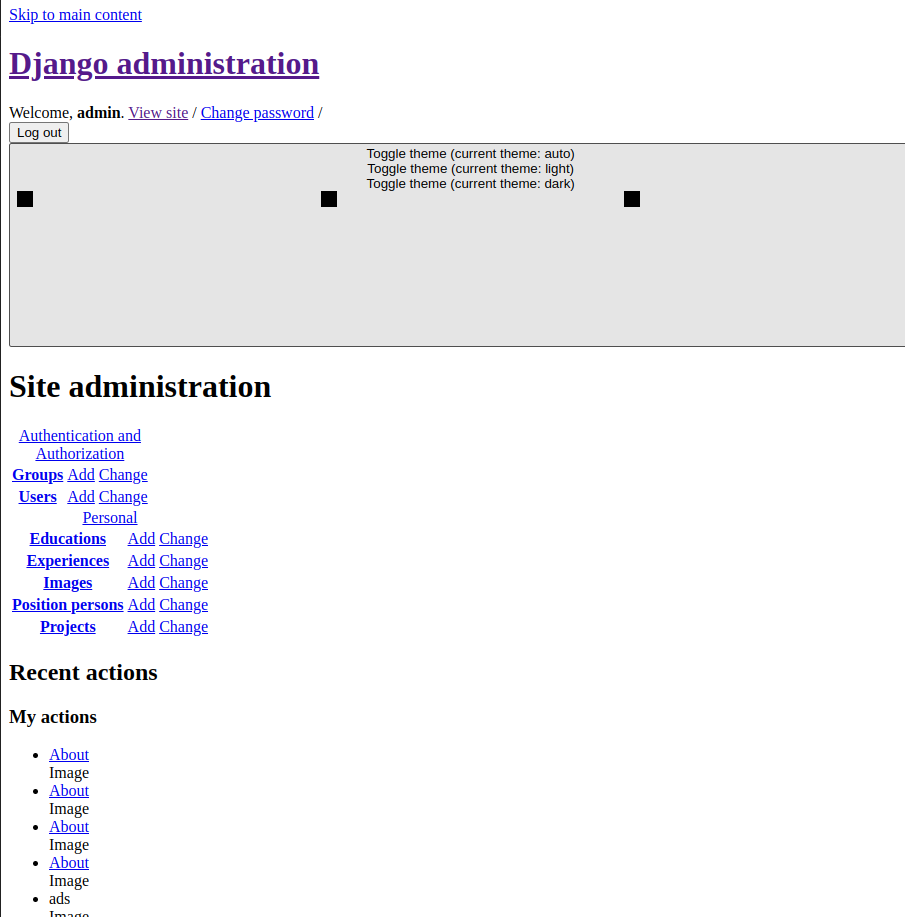 Skip to main content
Django administration
Welcome, admin. View site / Change password /
Log out
Toggle theme (current theme: auto)
Toggle theme (current theme: light)
Toggle theme (current theme: dark)
Site administration
Authentication and
Authorization
Groups Add Change
Users Add Change
Personal
Educations Add Change
Experiences Add Change
Images Add Change
Position persons Add Change
Projects Add Change
Recent actions
My actions
About
Image
About
Image
About
Image
About
Image
ads
Image